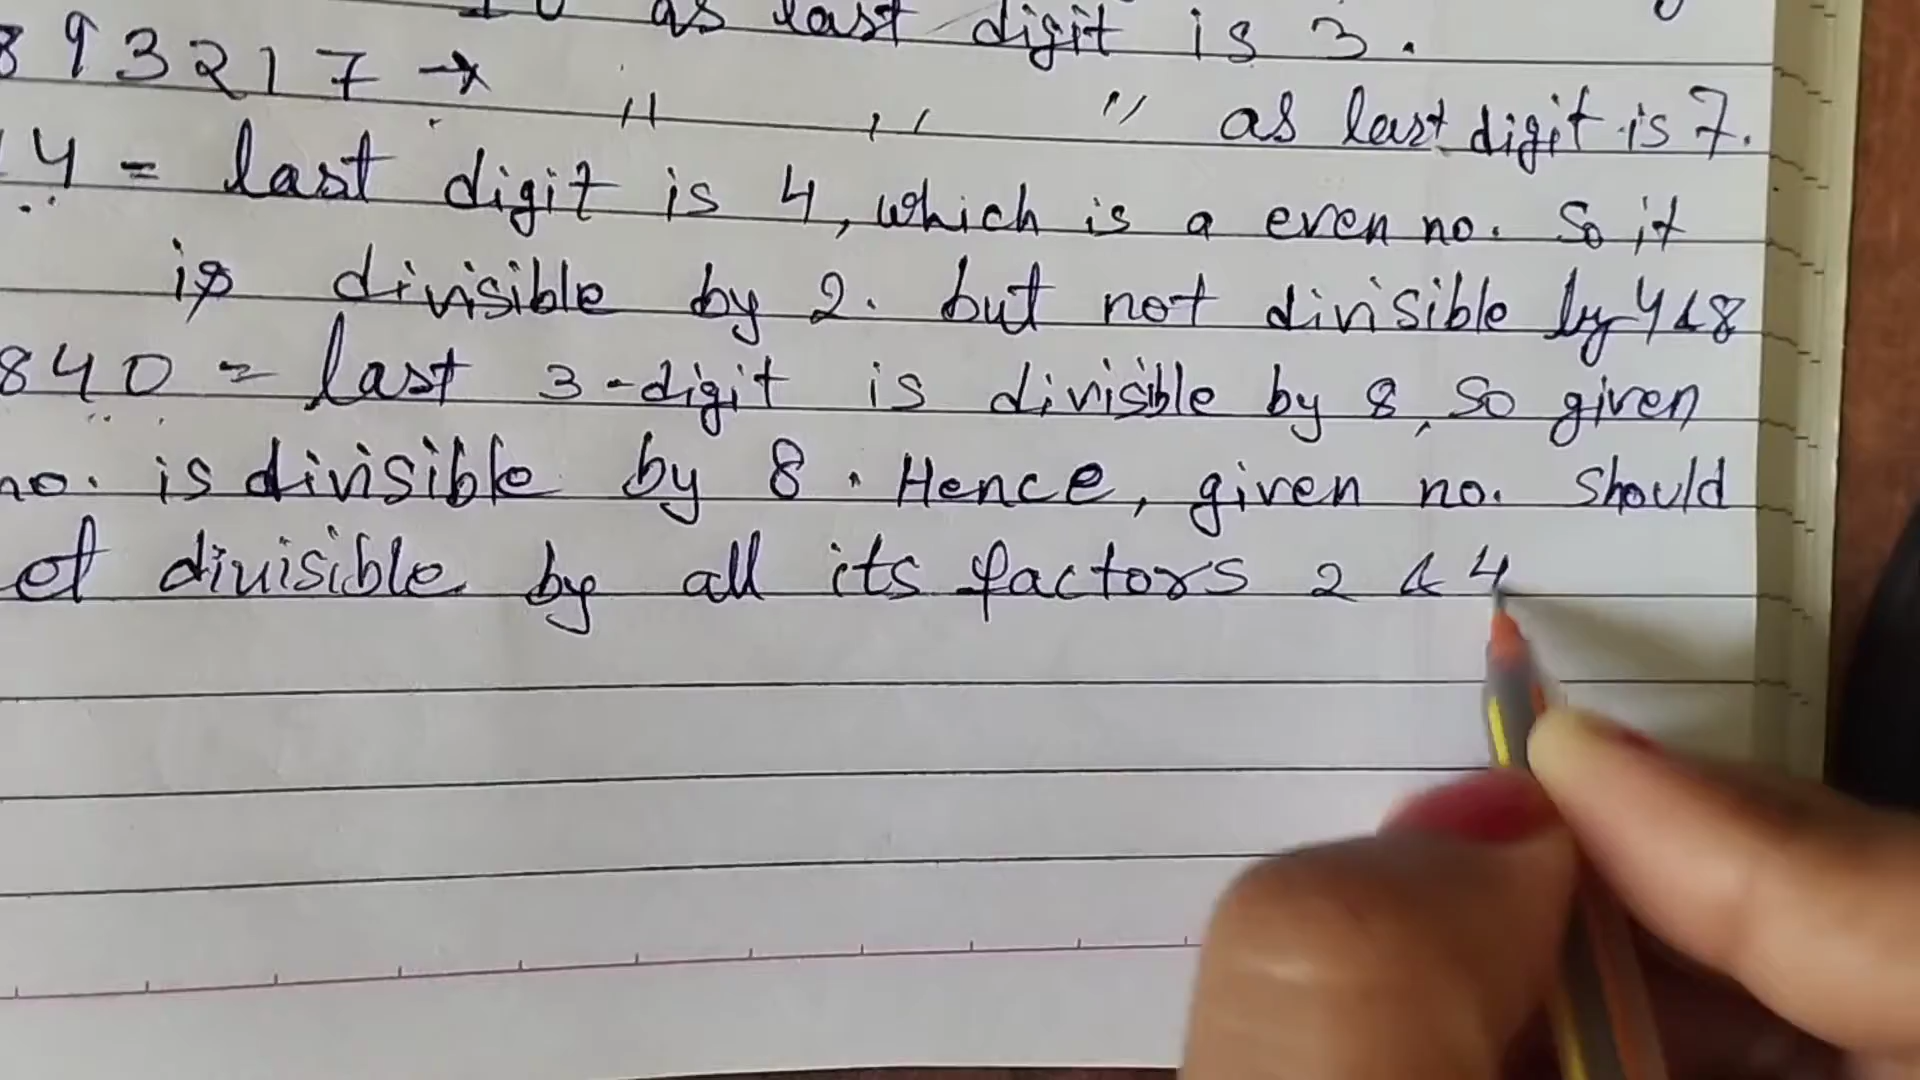 as last digit is 3.
893217 → " " " as last digit is 7.
14 = last digit is 4, which is a even no. So it
is divisible by 2. but not divisible by 4 & 8
840 = last 3-digit is divisible by 8, so given
no. is divisible by 8. Hence, given no. should
et divisible by all its factors 2 & 4